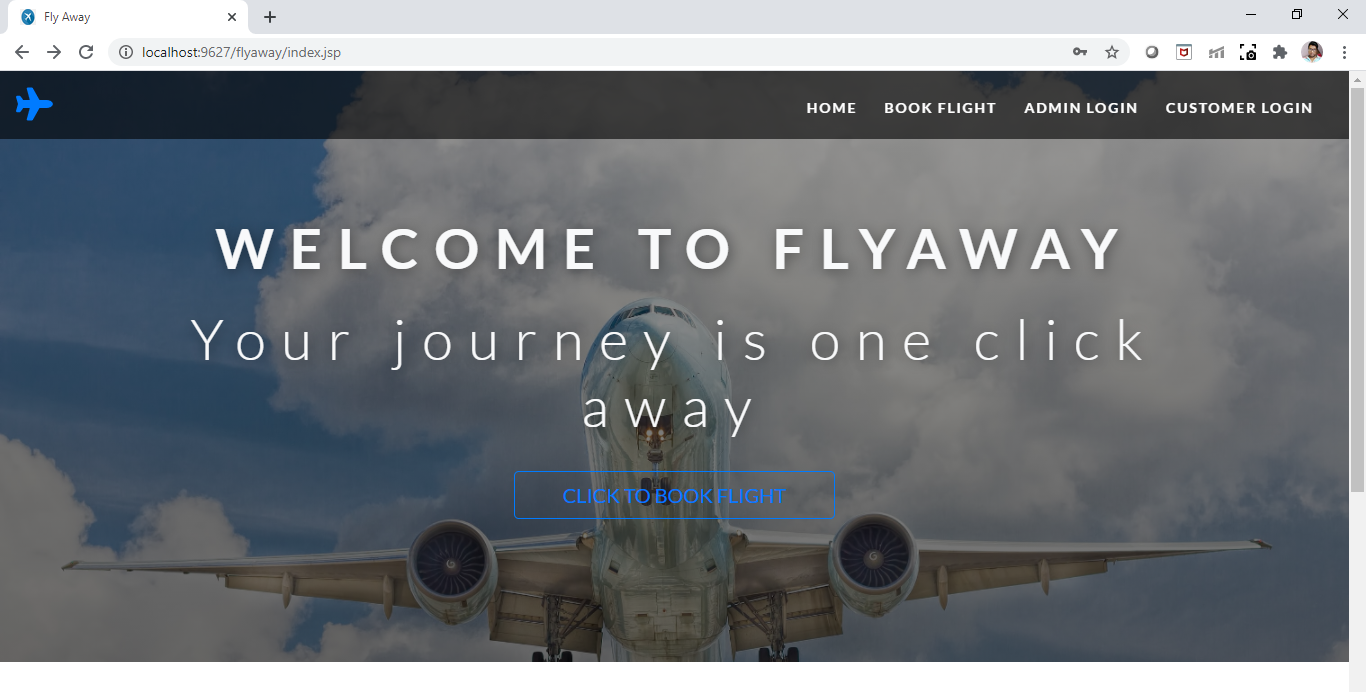 Fly Away
localhost:9627/flyaway/index.jsp
HOME BOOK FLIGHT ADMIN LOGIN CUSTOMER LOGIN
WELCOME TO FLYAWAY
Your journey is one click
away
CLICK TO BOOK FLIGHT